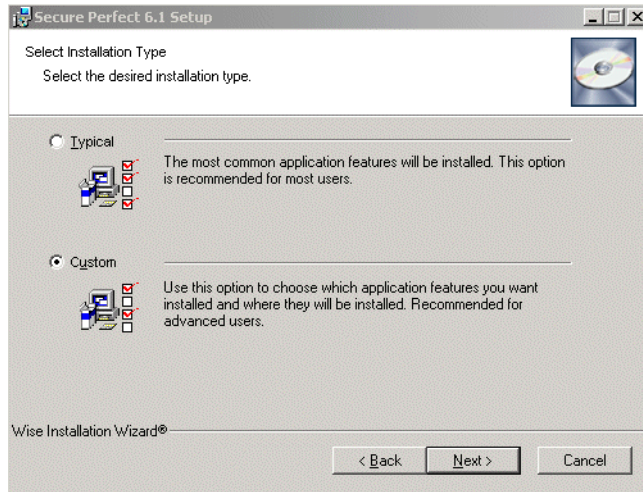 Secure Perfect 6.1 Setup
Select Installation Type
Select the desired installation type.
Typical
The most common application features will be installed. This option
is recommended for most users.
Custom
Use this option to choose which application features you want
installed and where they will be installed. Recommended for
advanced users.
Wise Installation Wizard®
< Back Next > Cancel